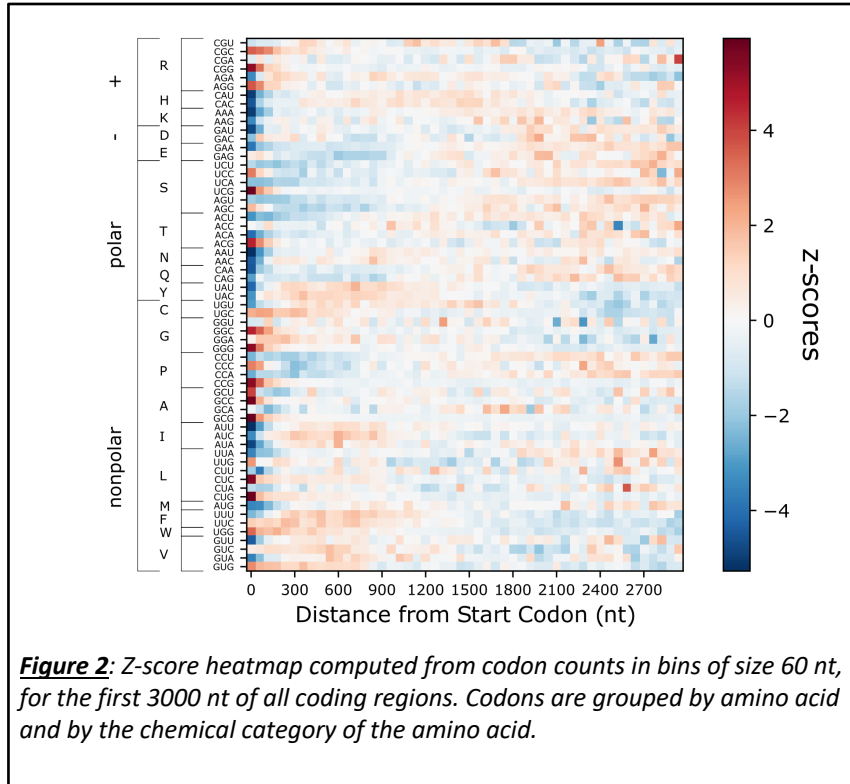 +
-
polar
nonpolar
R
H
K
D
E
S
T
N
Q
Y
C
G
P
A
I
L
M
F
W
V
CGU
CGC
CGA
CGG
AGA
AGG
CAU
CAC
AAA
AAG
GAU
GAC
GAA
GAG
UCU
UCC
UCA
UCG
AGU
AGC
ACU
ACC
ACA
ACG
AAU
AAC
CAA
CAG
UAU
UAC
UGU
UGC
GGU
GGC
GGA
GGG
CCU
CCC
CCA
CCG
GCU
GCC
GCA
GCG
AUU
AUC
AUA
UUA
UUG
CUU
CUC
CUA
CUG
AUG
UUU
UUC
UGG
GUU
GUC
GUA
GUG
0 300 600 900 1200 1500 1800 2100 2400 2700
Distance from Start Codon (nt)
4
2
0
−2
−4
z-scores
Figure 2: Z-score heatmap computed from codon counts in bins of size 60 nt,
for the first 3000 nt of all coding regions. Codons are grouped by amino acid
and by the chemical category of the amino acid.